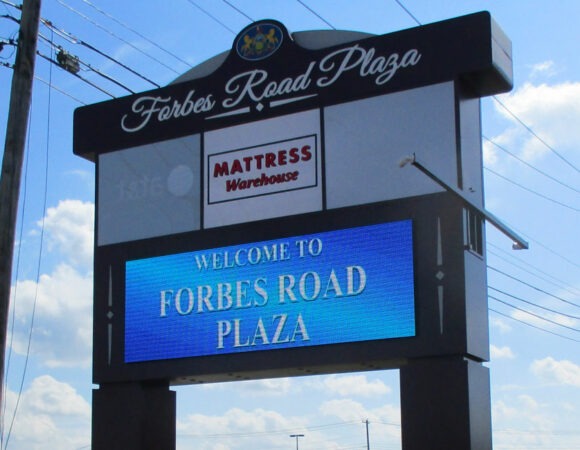 Forbes Road Plaza
MATTRESS
Warehouse
WELCOME TO
FORBES ROAD
PLAZA